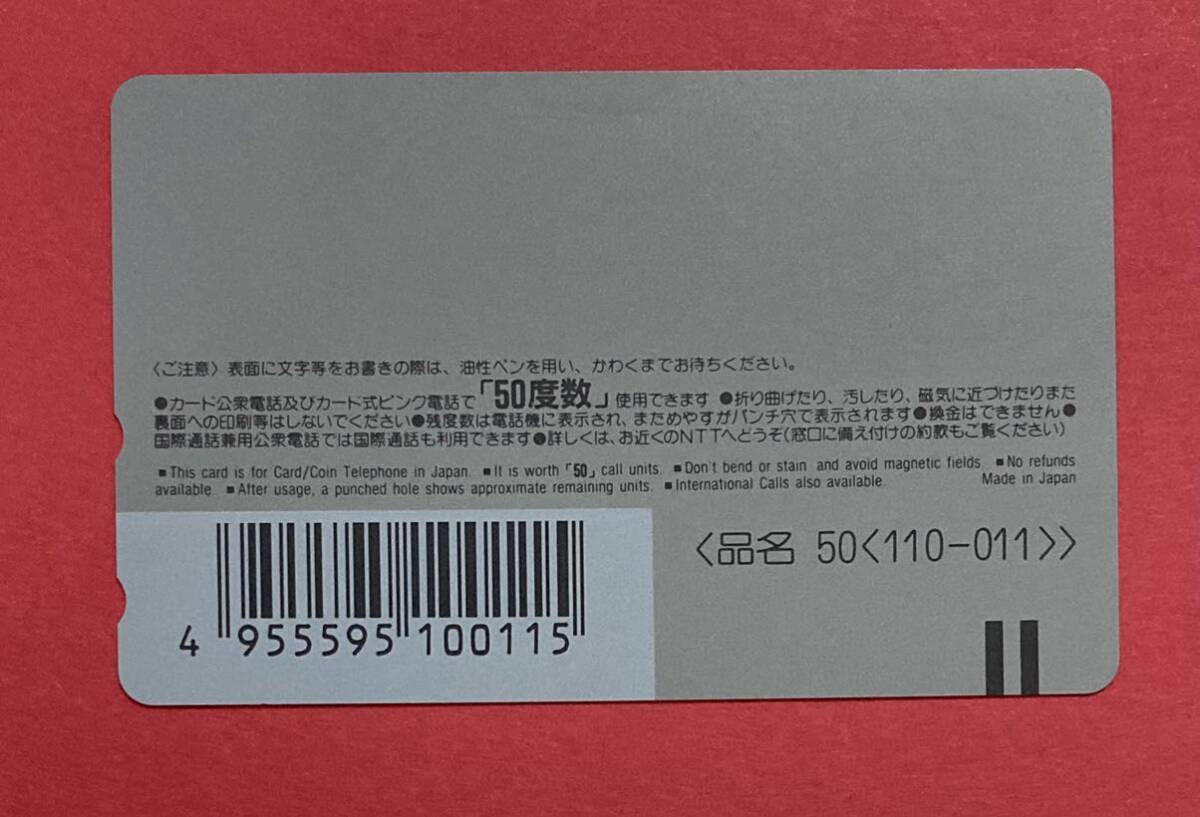 〈ご注意〉表面に文字等をお書きの際は、油性ペンを用い、かわくまでお待ちください。
●カード公衆電話及びカード式ピンク電話で「50度数」使用できます ●折り曲げたり、汚したり、磁気に近づけたりまた
裏面への印刷等はしないでください●残度数は電話機に表示され、まためやすがパンチ穴で表示されます●換金はできません●
国際通話兼用公衆電話では国際通話も利用できます●詳しくは、お近くのNTTへどうぞ(窓口に備え付けの約款もご覧ください)
■This card is for Card/Coin Telephone in Japan. ■It is worth「50」call units. ■Don't bend or stain and avoid magnetic fields. ■No refunds
available. ■After usage, a punched hole shows approximate remaining units. ■International Calls also available. Made in Japan
〈品名 50〈110-011〉〉
4 955595 100115